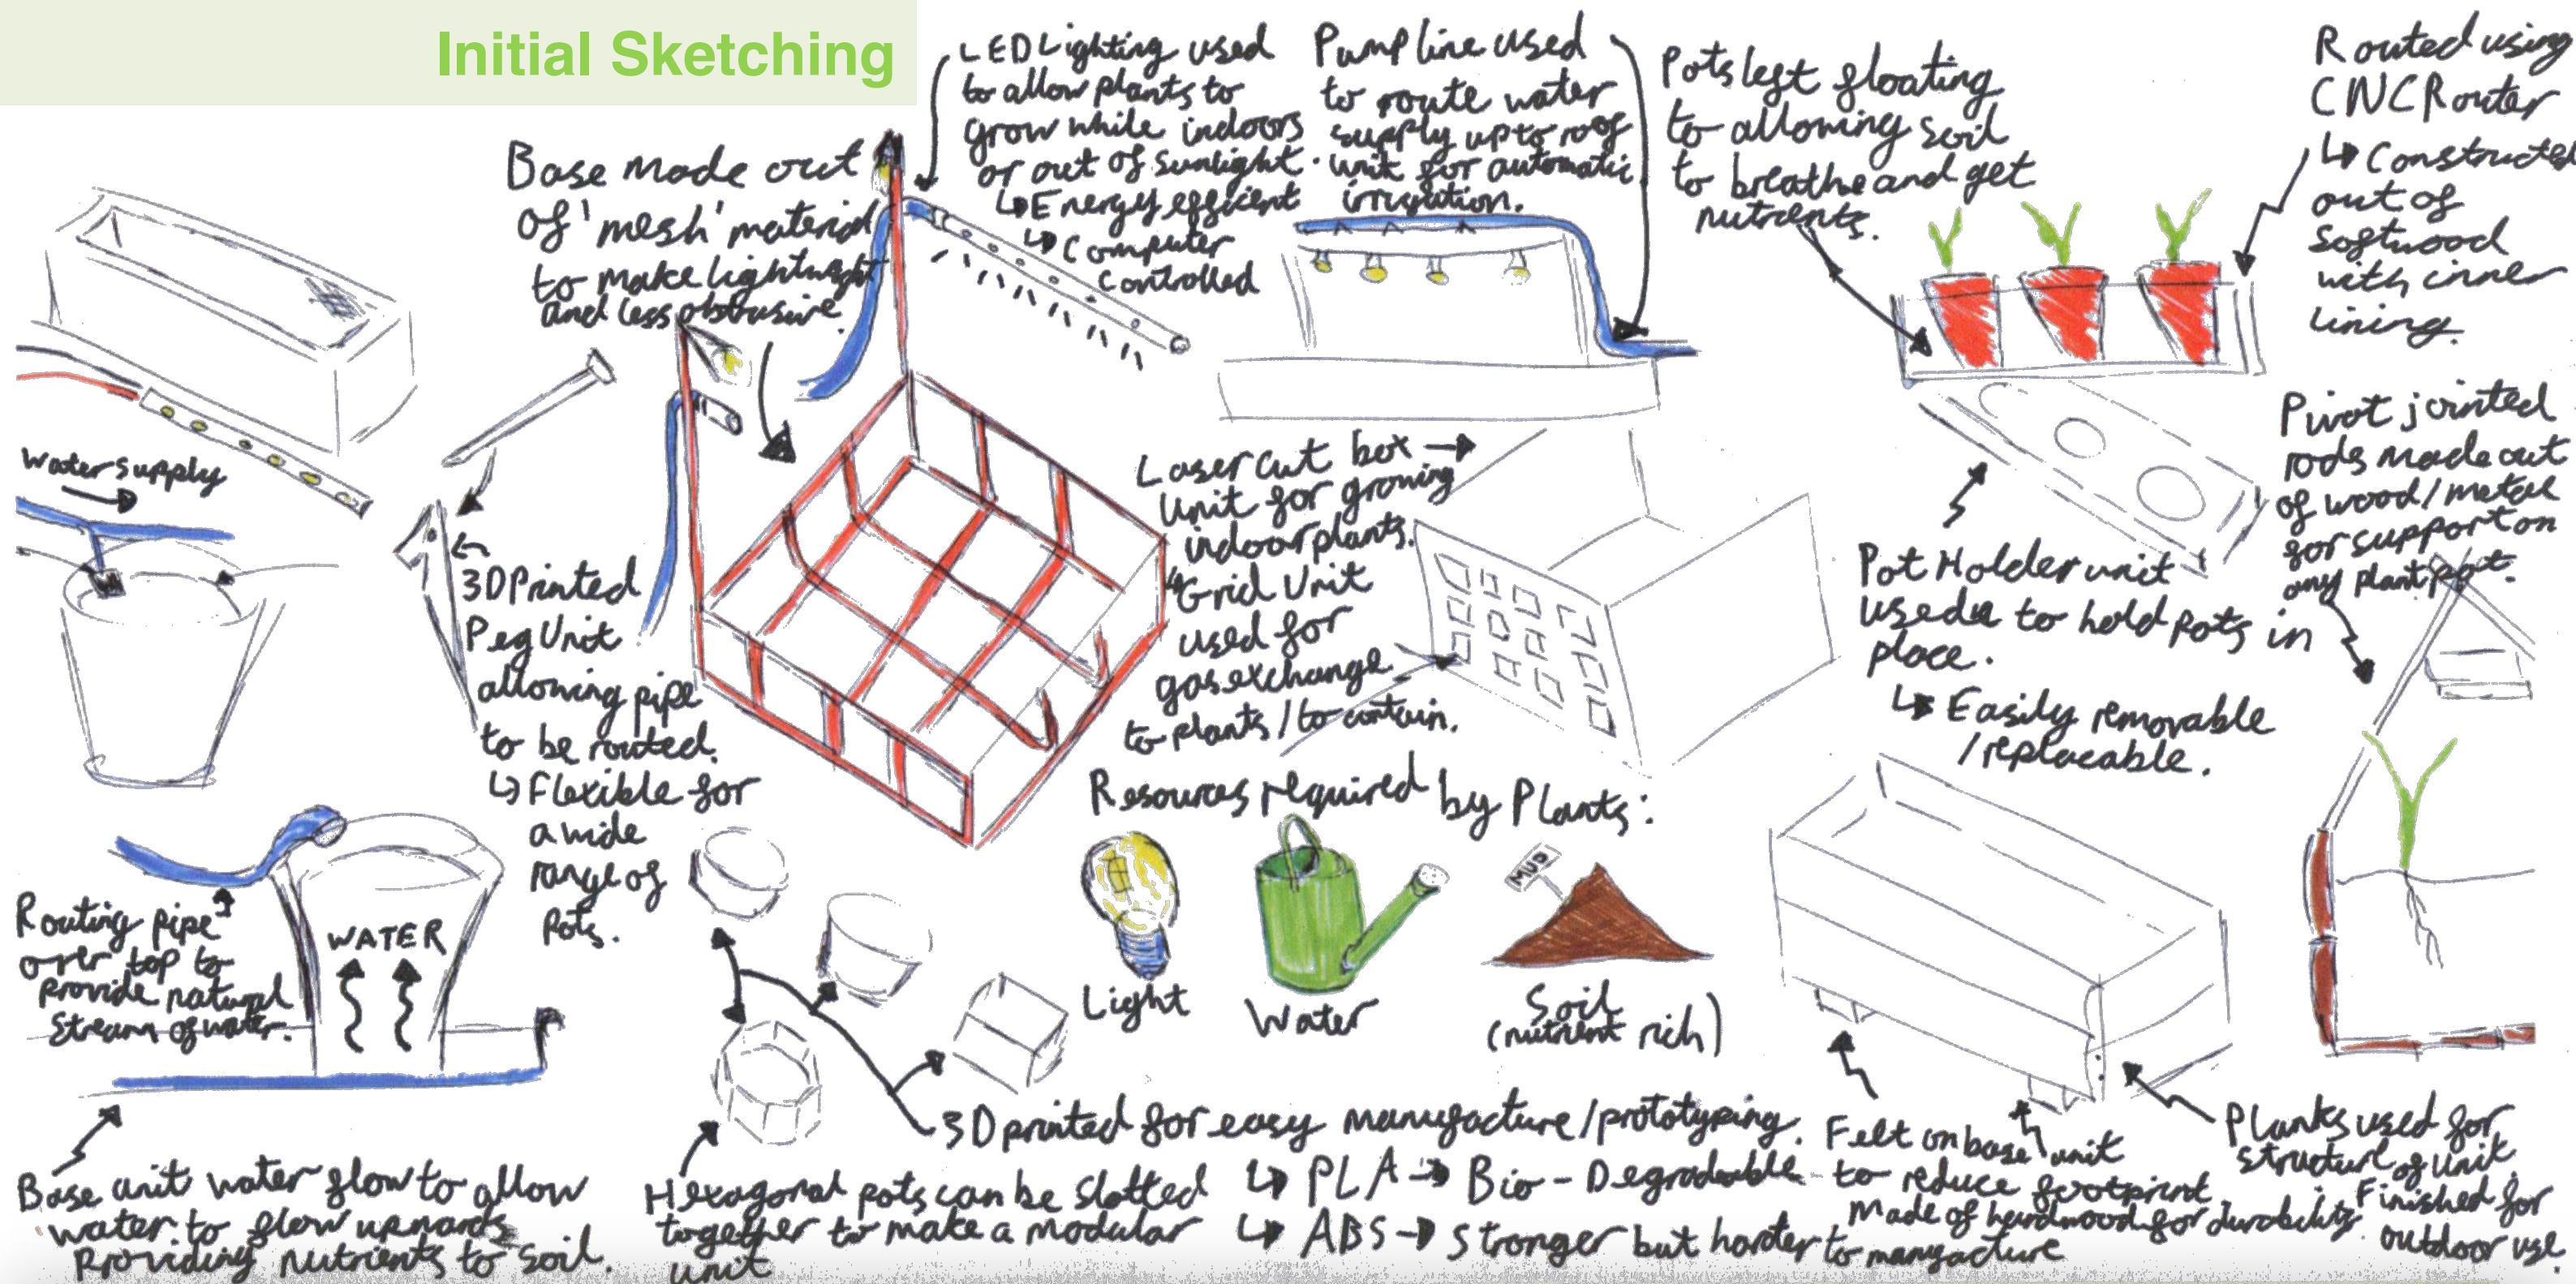 Initial Sketching
LED Lighting used
to allow plants to
grow while indoors
or out of sunlight.
↳ Energy efficient
↳ Computer
controlled
Pump line used
to route water
supply up to roof
unit for automatic
irrigation.
Pots left floating
to allowing soil
to breathe and get
nutrients.
Routed using
CNC Router
↳ Constructed
out of
Softwood
with inner
lining.
Base made out
of 'mesh' material
to make lightweight
and less obtrusive.
Water supply
→
3D Printed
Peg Unit
allowing pipe
to be routed.
↳ Flexible for
a wide
range of
pots.
Laser cut box →
Unit for growing
indoor plants.
↳ Grid Unit
used for
gas exchange
to plants / to contain.
Pot Holder unit
used to hold pots in
place.
↳ Easily removable
/replaceable.
Pivot jointed
rods made out
of wood/metal
for support on
any plant pot.
Resources required by Plants:
MUD
Light
Water
Soil
(nutrient rich)
WATER
Routing pipe
over top to
provide natural
Stream of water.
Base unit water flow to allow
water to flow upwards
Providing nutrients to soil.
Hexagonal pots can be slotted
together to make a modular
unit
3D printed for easy manufacture/prototyping.
↳ PLA → Bio-Degradable
↳ ABS → Stronger but harder to manufacture
Felt on base unit
to reduce footprint
Made of hardwood for durability.
Planks used for
structure of unit.
Finished for
outdoor use.